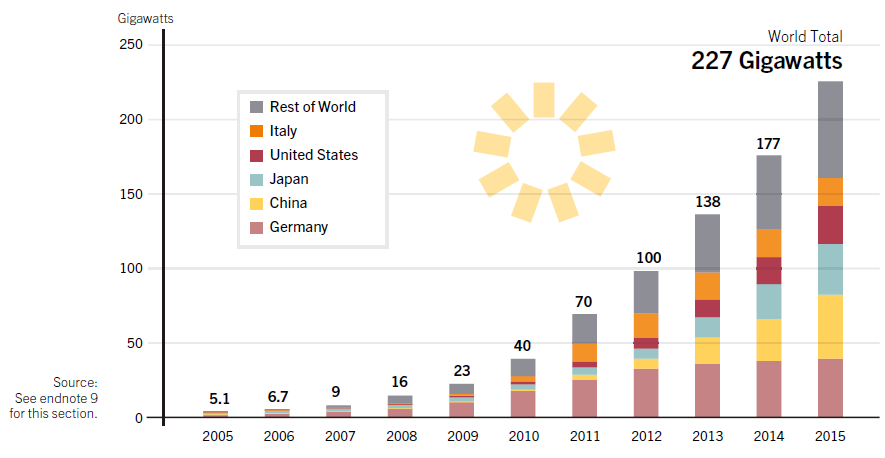 Gigawatts
World Total
227 Gigawatts
250
200
150
100
50
0
Rest of World
Italy
United States
Japan
China
Germany
5.1
6.7
9
16
23
40
70
100
138
177
2005
2006
2007
2008
2009
2010
2011
2012
2013
2014
2015
Source:
See endnote 9
for this section.